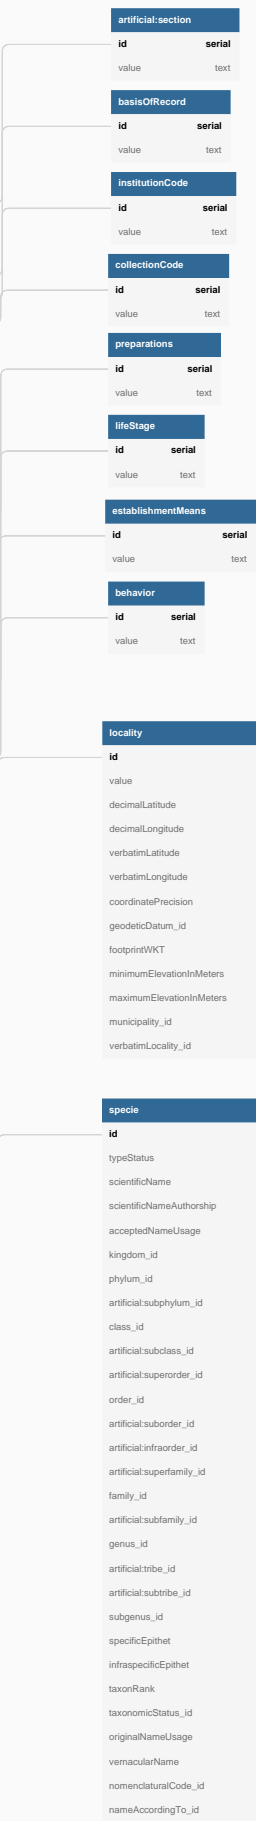 artificial:section
id serial
value text
basisOfRecord
id serial
value text
institutionCode
id serial
value text
collectionCode
id serial
value text
preparations
id serial
value text
lifeStage
id serial
value text
establishmentMeans
id serial
value text
behavior
id serial
value text
locality
id
value
decimalLatitude
decimalLongitude
verbatimLatitude
verbatimLongitude
coordinatePrecision
geodeticDatum_id
footprintWKT
minimumElevationInMeters
maximumElevationInMeters
municipality_id
verbatimLocality_id
specie
id
typeStatus
scientificName
scientificNameAuthorship
acceptedNameUsage
kingdom_id
phylum_id
artificial:subphylum_id
class_id
artificial:subclass_id
artificial:superorder_id
order_id
artificial:suborder_id
artificial:infraorder_id
artificial:superfamily_id
family_id
artificial:subfamily_id
genus_id
artificial:tribe_id
artificial:subtribe_id
subgenus_id
specificEpithet
infraspecificEpithet
taxonRank
taxonomicStatus_id
originalNameUsage
vernacularName
nomenclaturalCode_id
nameAccordingTo_id